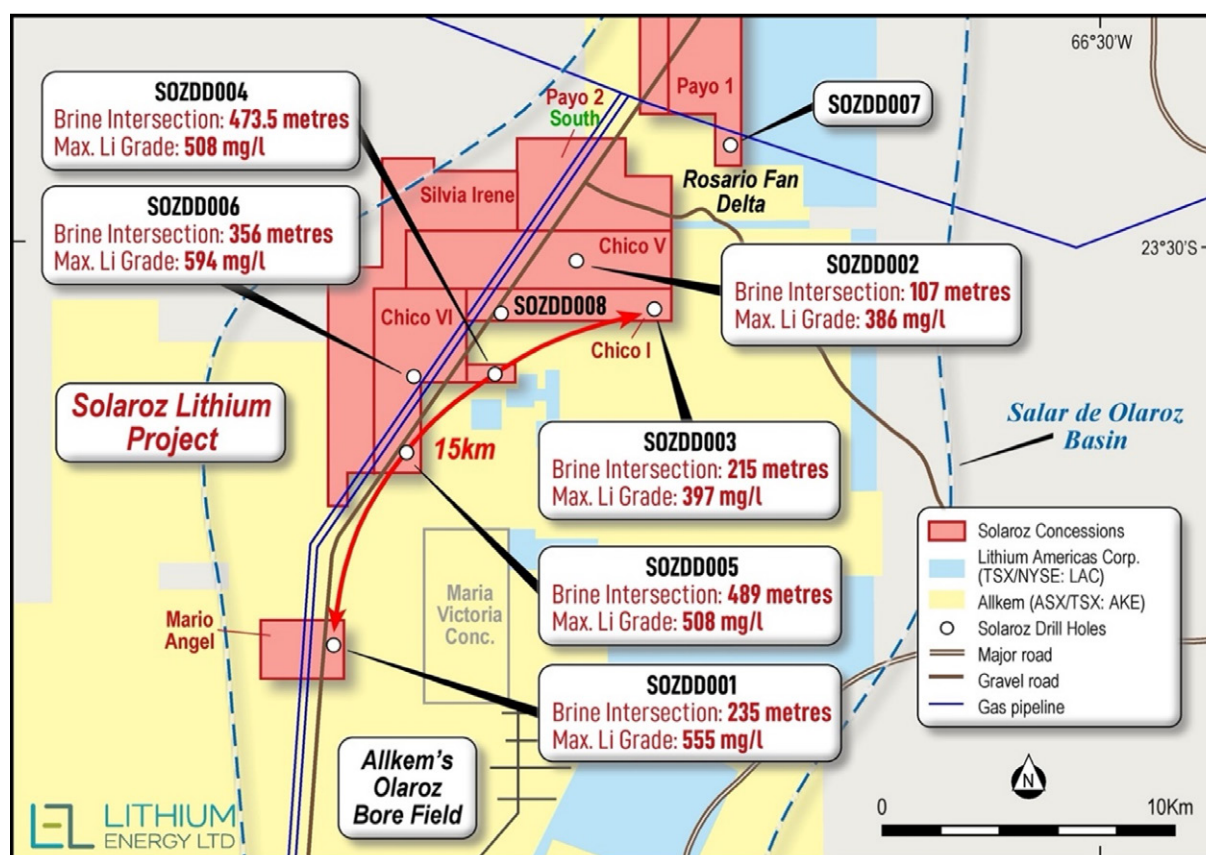 66°30'W
SOZDD004
Brine Intersection: 473.5 metres
Max. Li Grade: 508 mg/l
Payo 2
South
Payo 1
SOZDD007
Silvia Irene
Rosario Fan
Delta
SOZDD006
Brine Intersection: 356 metres
Max. Li Grade: 594 mg/l
Chico V
23°30'S
SOZDD002
Brine Intersection: 107 metres
Max. Li Grade: 386 mg/l
Chico VI
SOZDD008
Chico I
Solaroz Lithium
Project
15km
Salar de Olaroz
Basin
SOZDD003
Brine Intersection: 215 metres
Max. Li Grade: 397 mg/l
Solaroz Concessions
Lithium Americas Corp.
(TSX/NYSE: LAC)
Allkem (ASX/TSX: AKE)
Solaroz Drill Holes
Major road
Gravel road
Gas pipeline
SOZDD005
Brine Intersection: 489 metres
Max. Li Grade: 508 mg/l
Maria
Victoria
Conc.
Mario
Angel
SOZDD001
Brine Intersection: 235 metres
Max. Li Grade: 555 mg/l
Allkem's
Olaroz
Bore Field
N
0 10Km
LITHIUM
ENERGY LTD